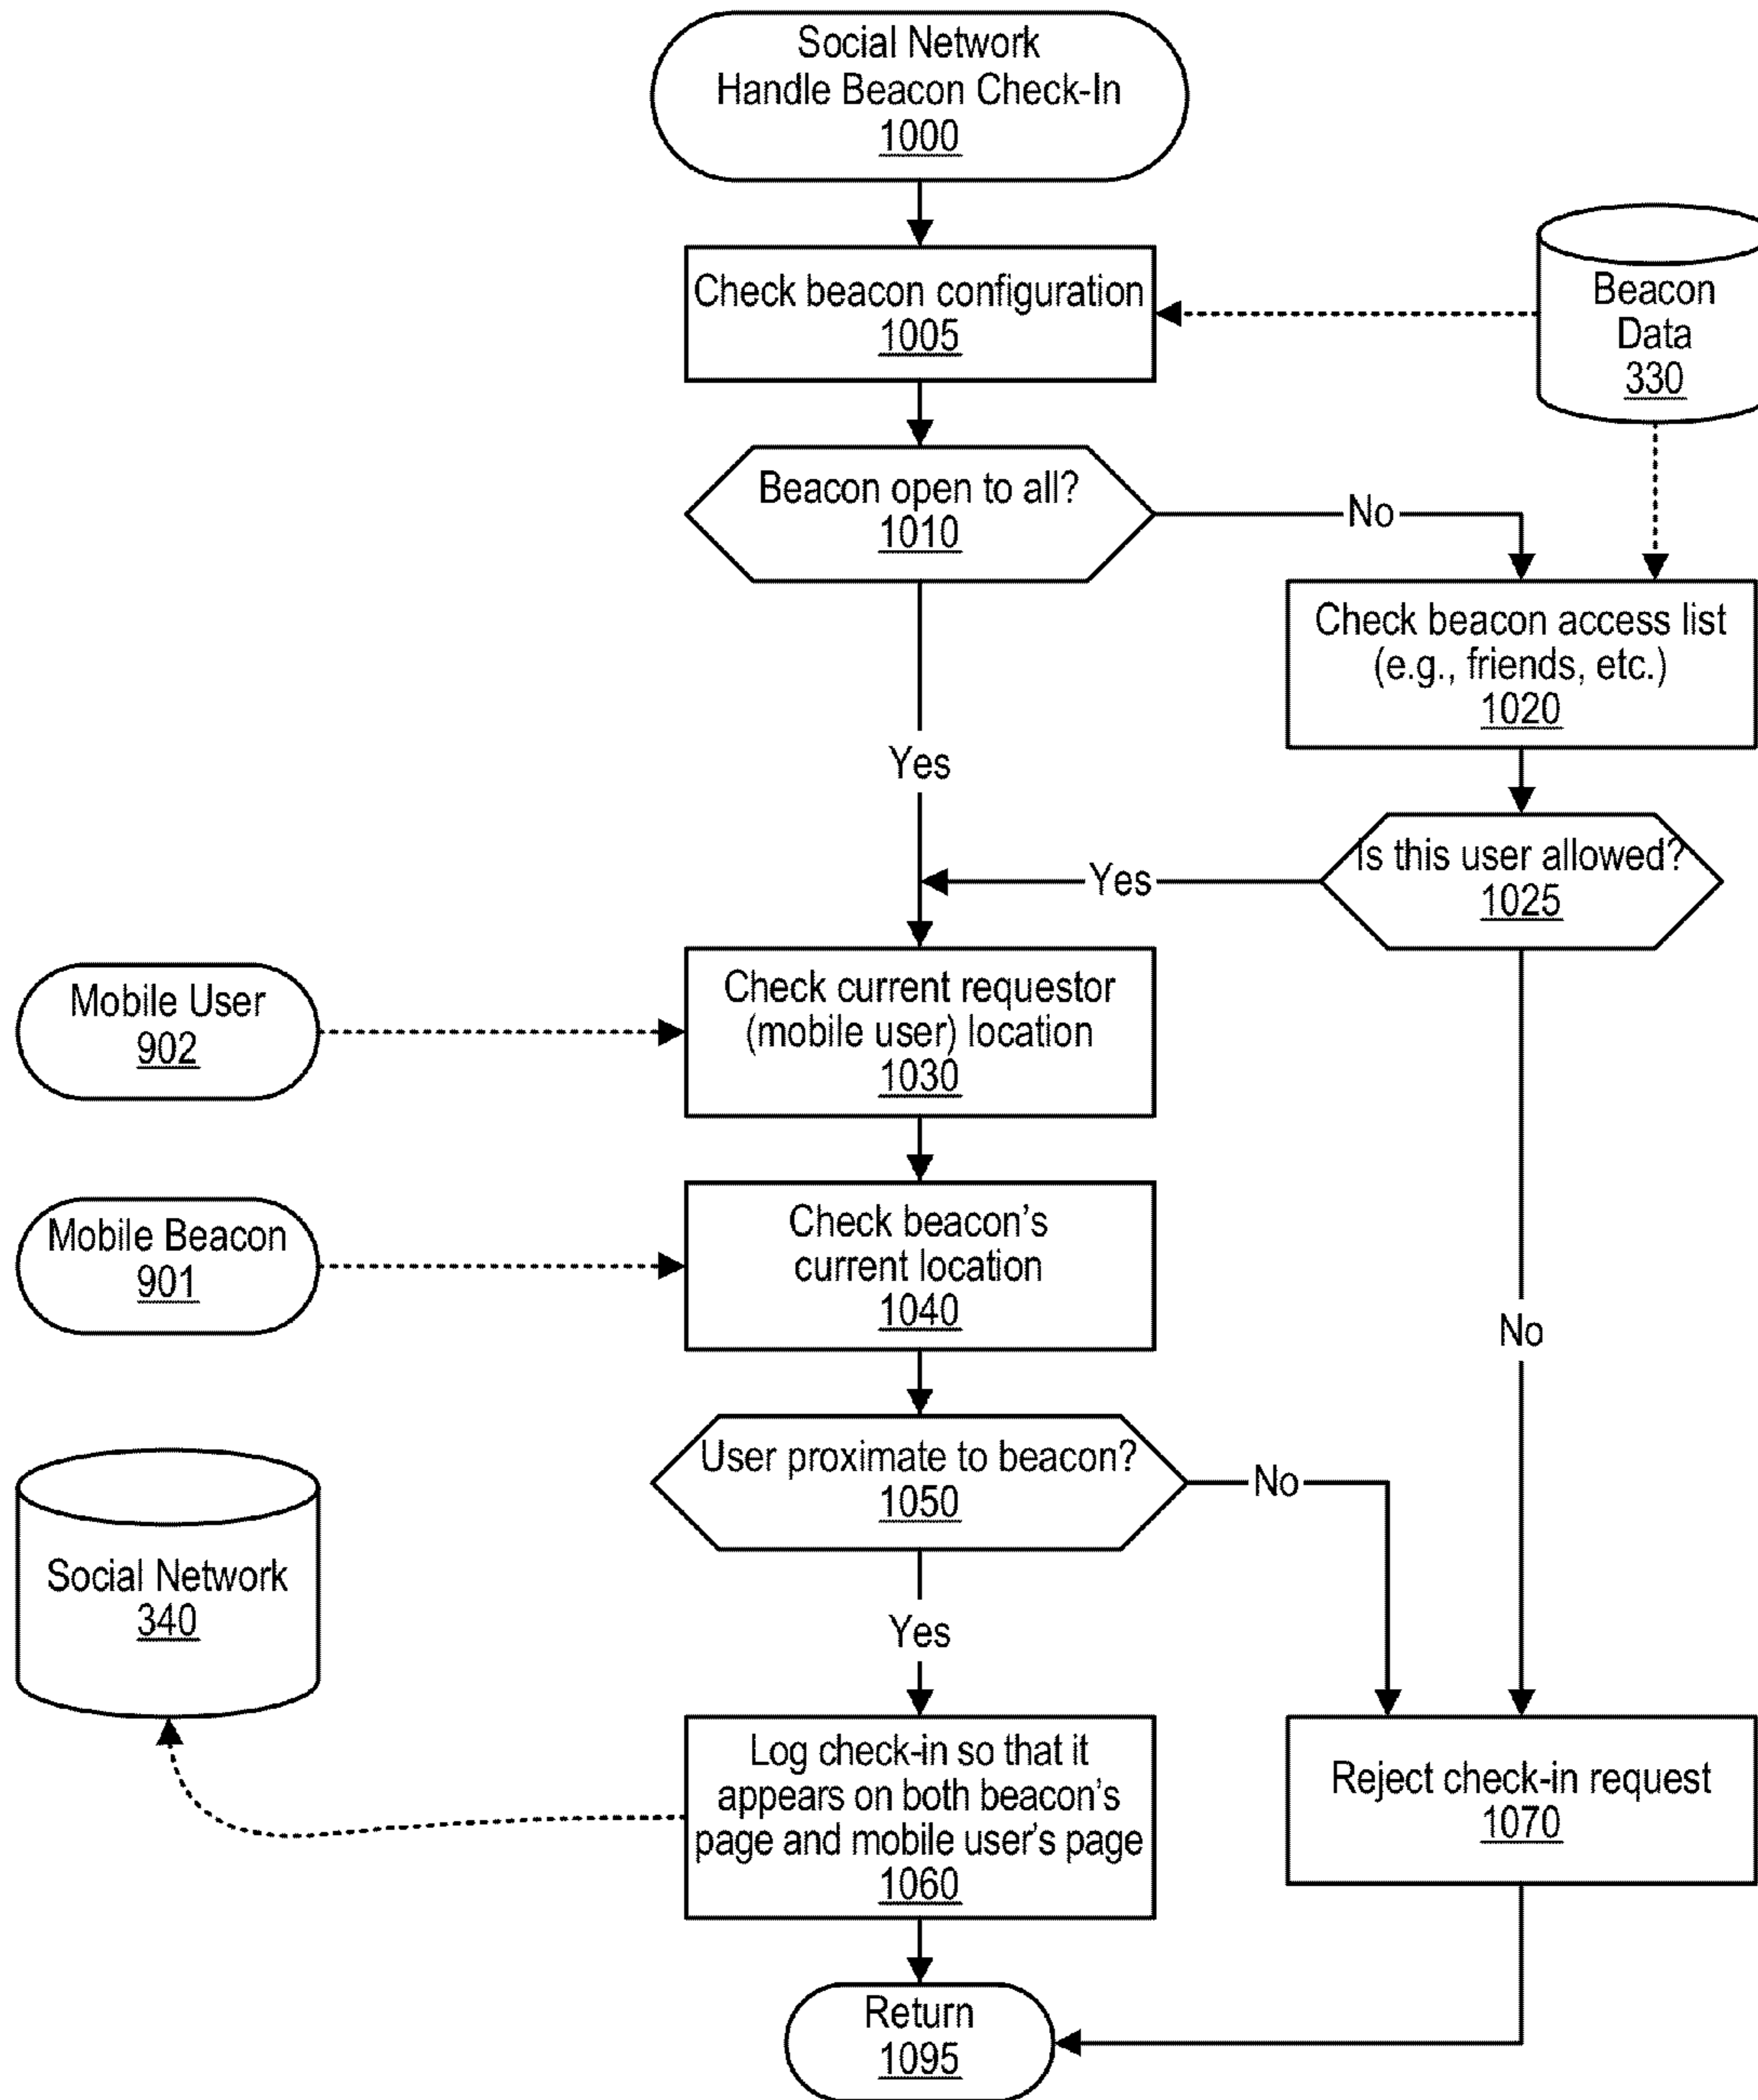 Social Network
Handle Beacon Check-In
1000
Check beacon configuration
1005
Beacon
Data
330
Beacon open to all?
1010
No
Check beacon access list
(e.g., friends, etc.)
1020
Yes
Is this user allowed?
1025
Yes
Mobile User
902
Check current requestor
(mobile user) location
1030
Mobile Beacon
901
Check beacon's
current location
1040
No
User proximate to beacon?
1050
No
Social Network
340
Yes
Log check-in so that it
appears on both beacon's
page and mobile user's page
1060
Reject check-in request
1070
Return
1095